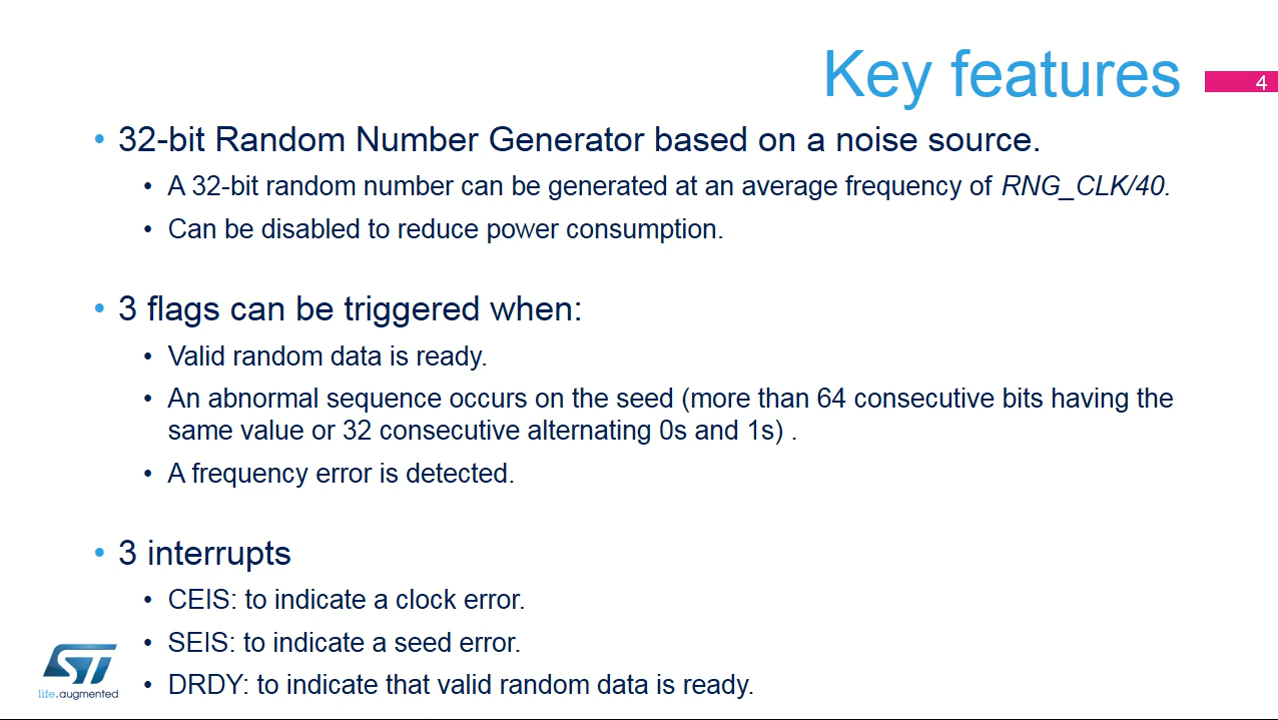 Key features
4
• 32-bit Random Number Generator based on a noise source.
• A 32-bit random number can be generated at an average frequency of RNG_CLK/40.
• Can be disabled to reduce power consumption.
• 3 flags can be triggered when:
• Valid random data is ready.
• An abnormal sequence occurs on the seed (more than 64 consecutive bits having the
same value or 32 consecutive alternating 0s and 1s) .
• A frequency error is detected.
• 3 interrupts
• CEIS: to indicate a clock error.
• SEIS: to indicate a seed error.
• DRDY: to indicate that valid random data is ready.
ST
life.augmented